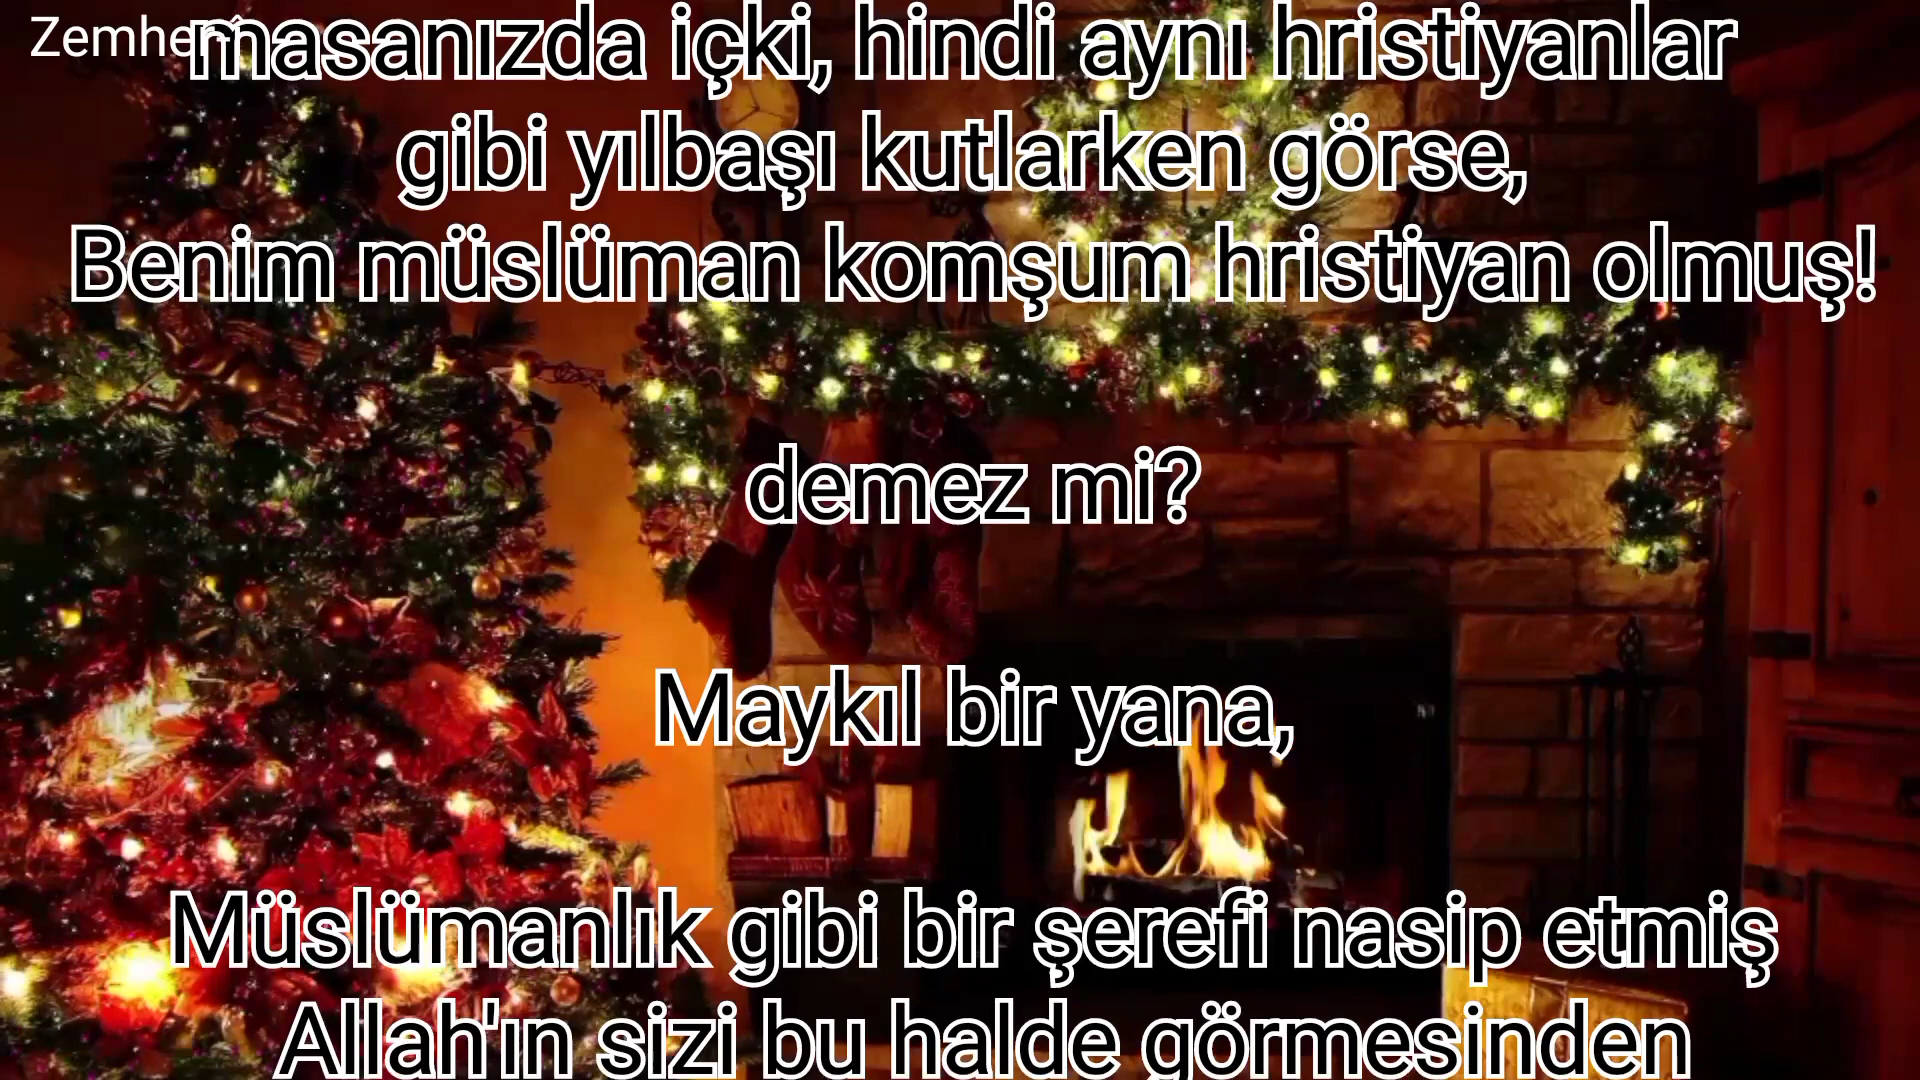 Zemheri
masanızda içki, hindi aynı hristiyanlar
gibi yılbaşı kutlarken görse,
Benim müslüman komşum hristiyan olmuş!
demez mi?
Maykıl bir yana,
Müslümanlık gibi bir şerefi nasip etmiş
Allah'ın sizi bu halde görmesinden